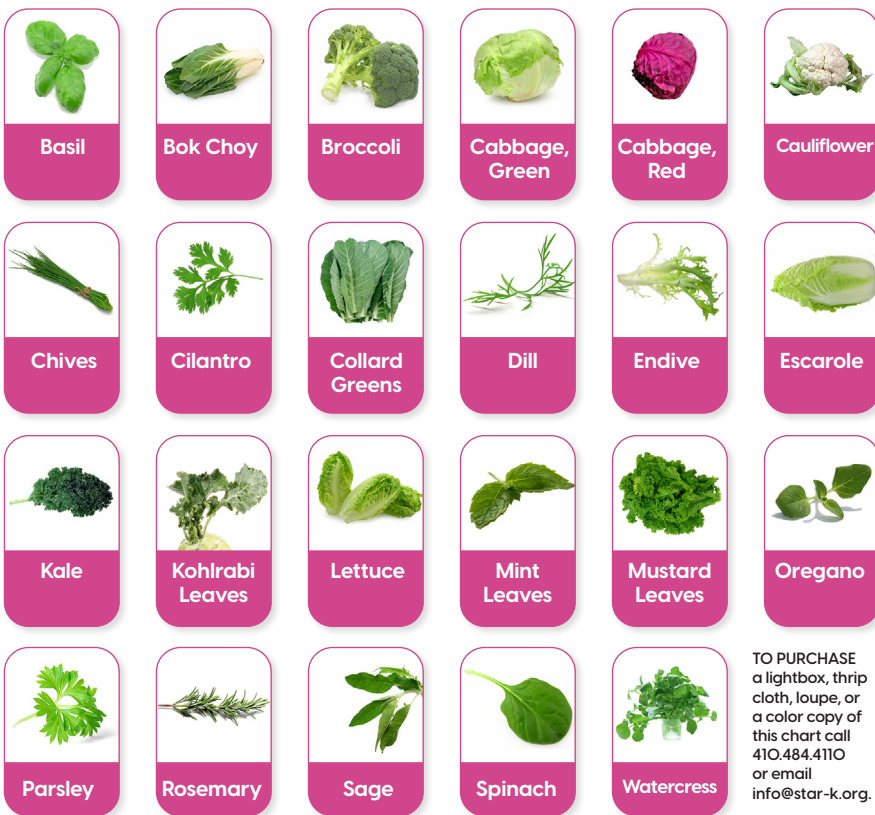 Basil
Bok Choy
Broccoli
Cabbage,
Green
Cabbage,
Red
Cauliflower
Chives
Cilantro
Collard
Greens
Dill
Endive
Escarole
Kale
Kohlrabi
Leaves
Lettuce
Mint
Leaves
Mustard
Leaves
Oregano
Parsley
Rosemary
Sage
Spinach
Watercress
TO PURCHASE
a lightbox, thrip
cloth, loupe, or
a color copy of
this chart call
410.484.4110
or email
info@star-k.org.